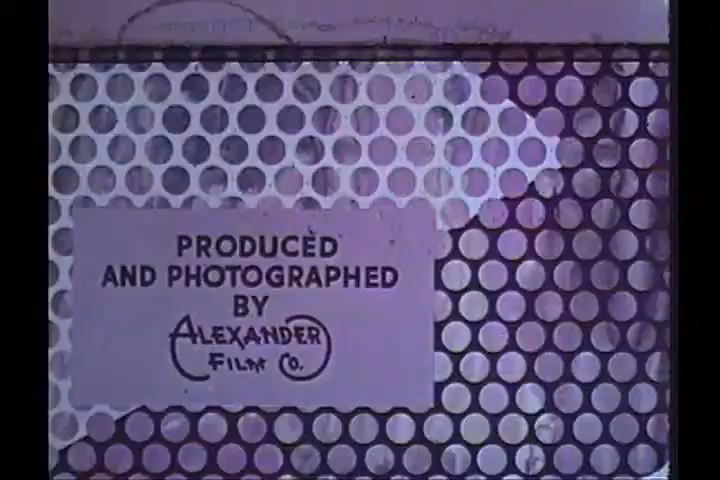 PRODUCED
AND PHOTOGRAPHED
BY
ALEXANDER
FILM CO.